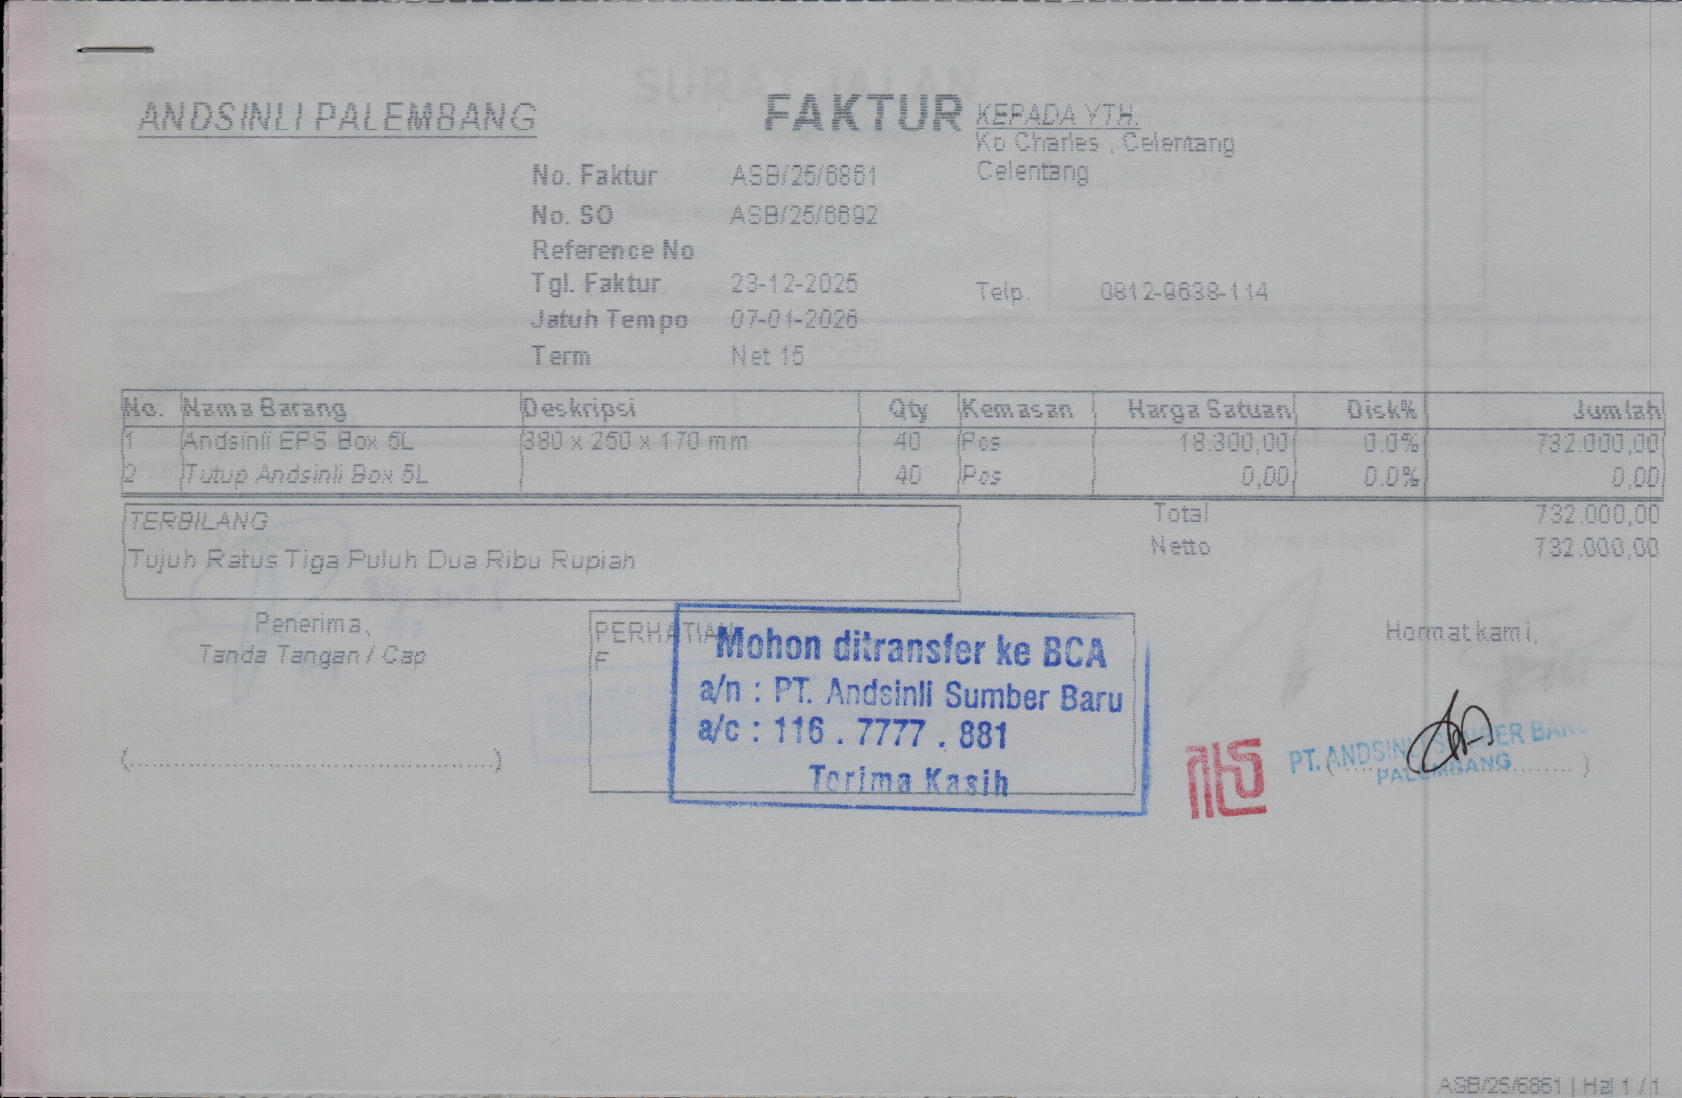 ANDSINLI PALEMBANG
FAKTUR
KEPADA YTH.
Ko Charles , Celentang
Celentang
No. Faktur ASB/25/6861
No. SO ASB/25/6692
Reference No
Tgl. Faktur 23-12-2025
Jatuh Tempo 07-01-2026
Term Net 15
Telp. 0812-9638-114
No. Nama Barang Deskripsi Qty Kemasan Harga Satuan Disk% Jumlah
1 Andsinli EPS Box 5L 380 x 250 x 170 mm 40 Pcs 18.300,00 0.0% 732.000,00
2 Tutup Andsinli Box 5L 40 Pcs 0,00 0.0% 0,00
TERBILANG
Tujuh Ratus Tiga Puluh Dua Ribu Rupiah
Total 732.000,00
Netto 732.000,00
Penerima,
Tanda Tangan / Cap
(..........................................)
PERHATIAN
F
Mohon ditransfer ke BCA
a/n : PT. Andsinli Sumber Baru
a/c : 116 . 7777 . 881
Terima Kasih
Hormat kami,
PT. ANDSINLI SUMBER BARU
PALEMBANG
ASB/25/6861 | Hal 1 / 1